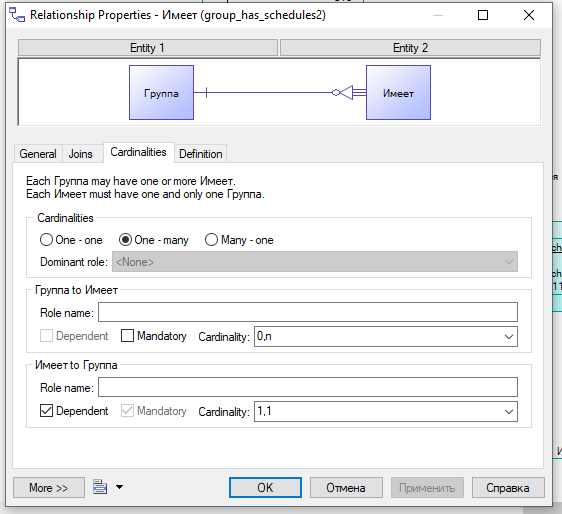 Relationship Properties - Имеет (group_has_schedules2)
Entity 1
Entity 2
Группа
Имеет
General
Joins
Cardinalities
Definition
Each Группа may have one or more Имеет.
Each Имеет must have one and only one Группа.
Cardinalities
One - one
One - many
Many - one
Dominant role:
<None>
Группа to Имеет
Role name:
Dependent
Mandatory
Cardinality:
0,n
Имеет to Группа
Role name:
Dependent
Mandatory
Cardinality:
1,1
More >>
OK
Отмена
Применить
Справка